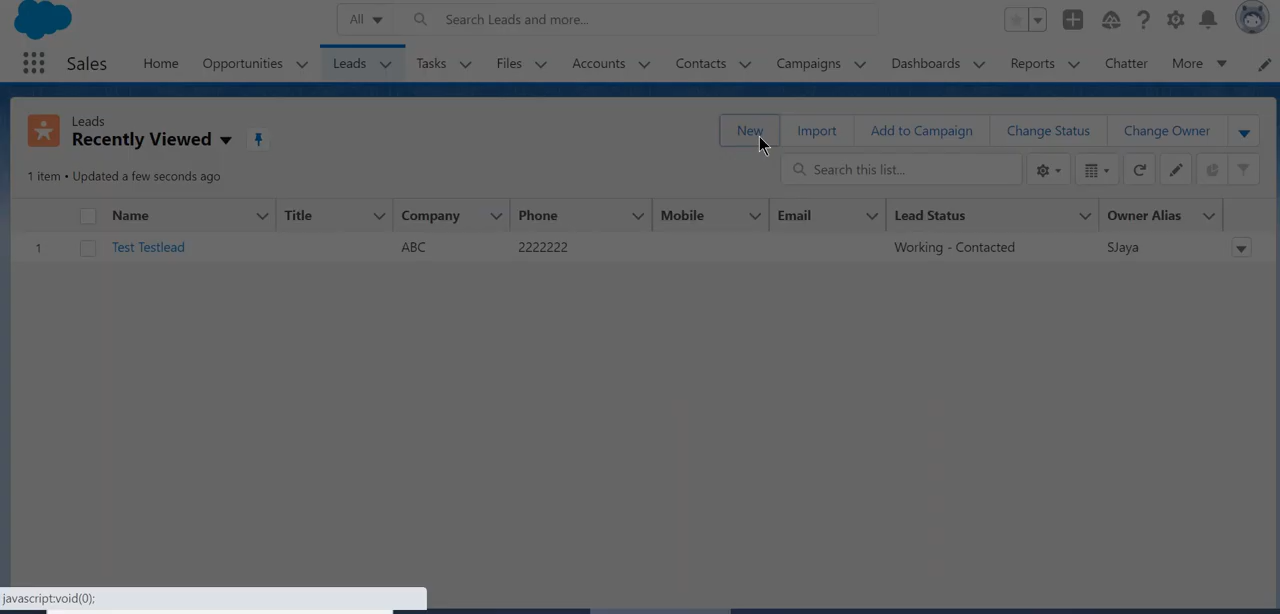 All
Search Leads and more...
Sales
Home
Opportunities
Leads
Tasks
Files
Accounts
Contacts
Campaigns
Dashboards
Reports
Chatter
More
Leads
Recently Viewed
New
Import
Add to Campaign
Change Status
Change Owner
1 item • Updated a few seconds ago
Search this list...
Name Title Company Phone Mobile Email Lead Status Owner Alias
1 Test Testlead ABC 2222222 Working - Contacted SJaya
javascript:void(0);